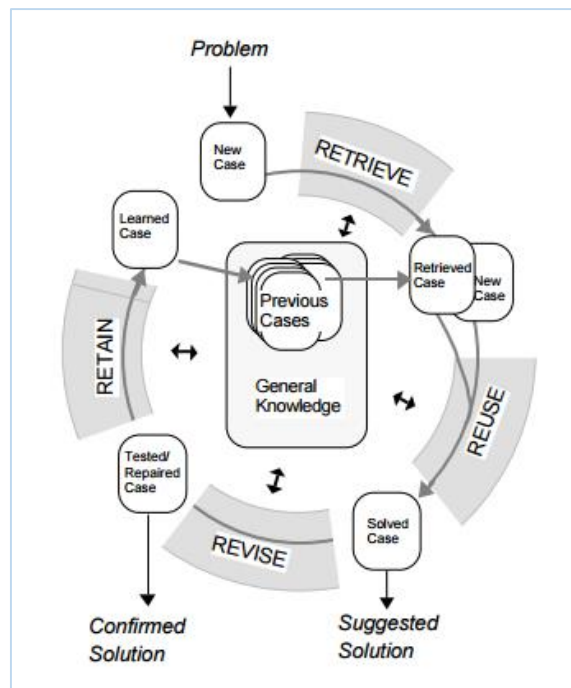 Problem
New
Case
RETRIEVE
Learned
Case
Retrieved
Case
New
Case
Previous
Cases
General
Knowledge
RETAIN
REUSE
Tested/
Repaired
Case
REVISE
Solved
Case
Confirmed
Solution
Suggested
Solution